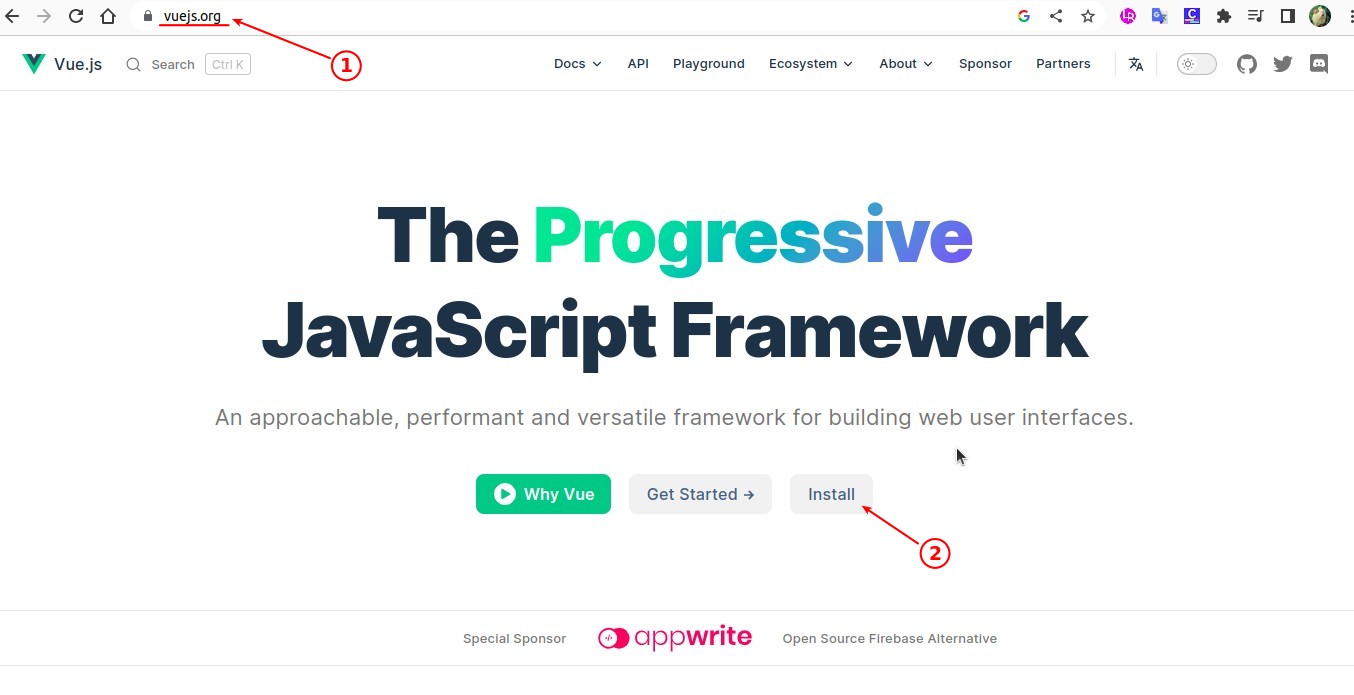 vuejs.org
1
Vue.js Search Ctrl K Docs API Playground Ecosystem About Sponsor Partners
The Progressive
JavaScript Framework
An approachable, performant and versatile framework for building web user interfaces.
Why Vue Get Started → Install
2
Special Sponsor appwrite Open Source Firebase Alternative